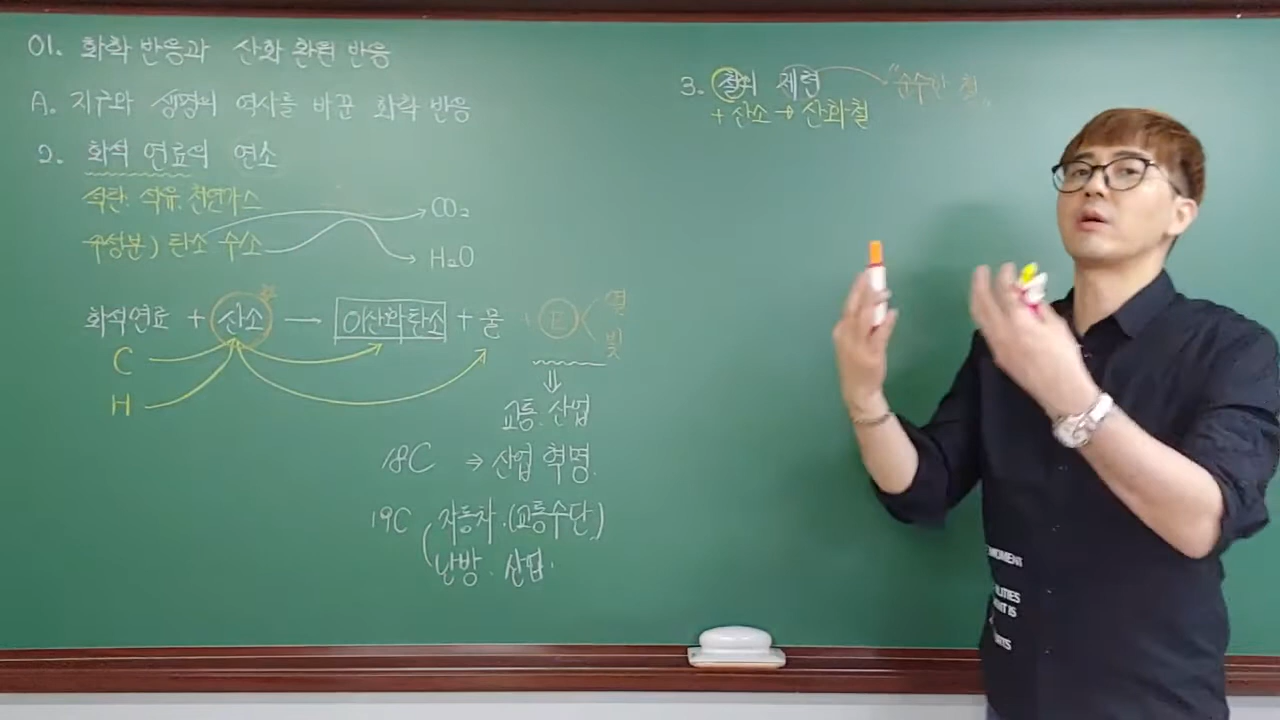 01. 화학 반응과 산화 환원 반응
A. 지구와 생명의 역사를 바꾼 화학 반응
2. 화석 연료의 연소
석탄. 석유. 천연가스
주성분) 탄소 수소
CO₂
H₂O
화석연료 + 산소 → 이산화탄소 + 물 + E
열
빛
C
H
⇓
교통. 산업
18C ⇒ 산업 혁명.
19C 자동차. (교통수단)
난방. 산업.
3. 철의 제련 "순수한 철"
+ 산소 → 산화철
MOMENT